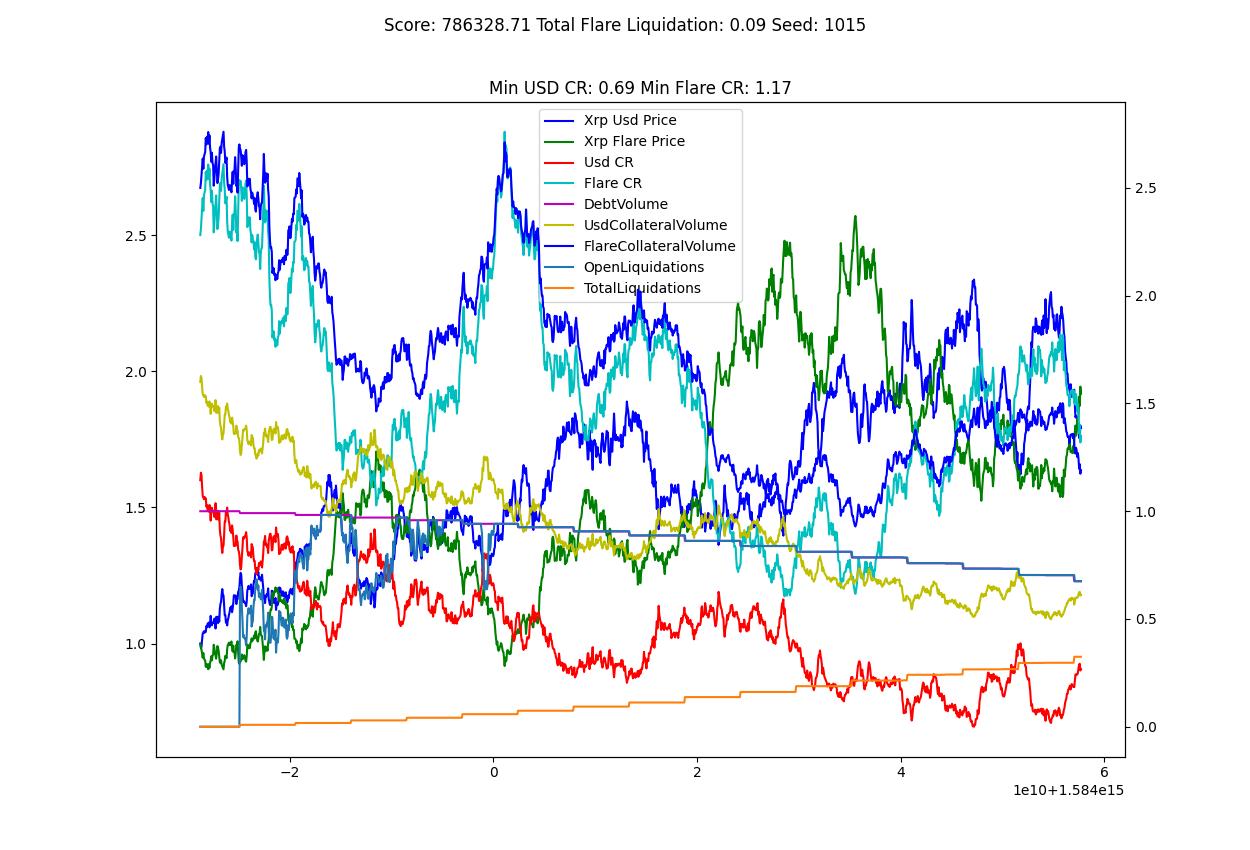 Score: 786328.71 Total Flare Liquidation: 0.09 Seed: 1015
Min USD CR: 0.69 Min Flare CR: 1.17
Xrp Usd Price
Xrp Flare Price
Usd CR
Flare CR
DebtVolume
UsdCollateralVolume
FlareCollateralVolume
OpenLiquidations
TotalLiquidations
2.5
2.0
1.5
1.0
2.5
2.0
1.5
1.0
0.5
0.0
−2 0 2 4 6
1e10+1.584e15